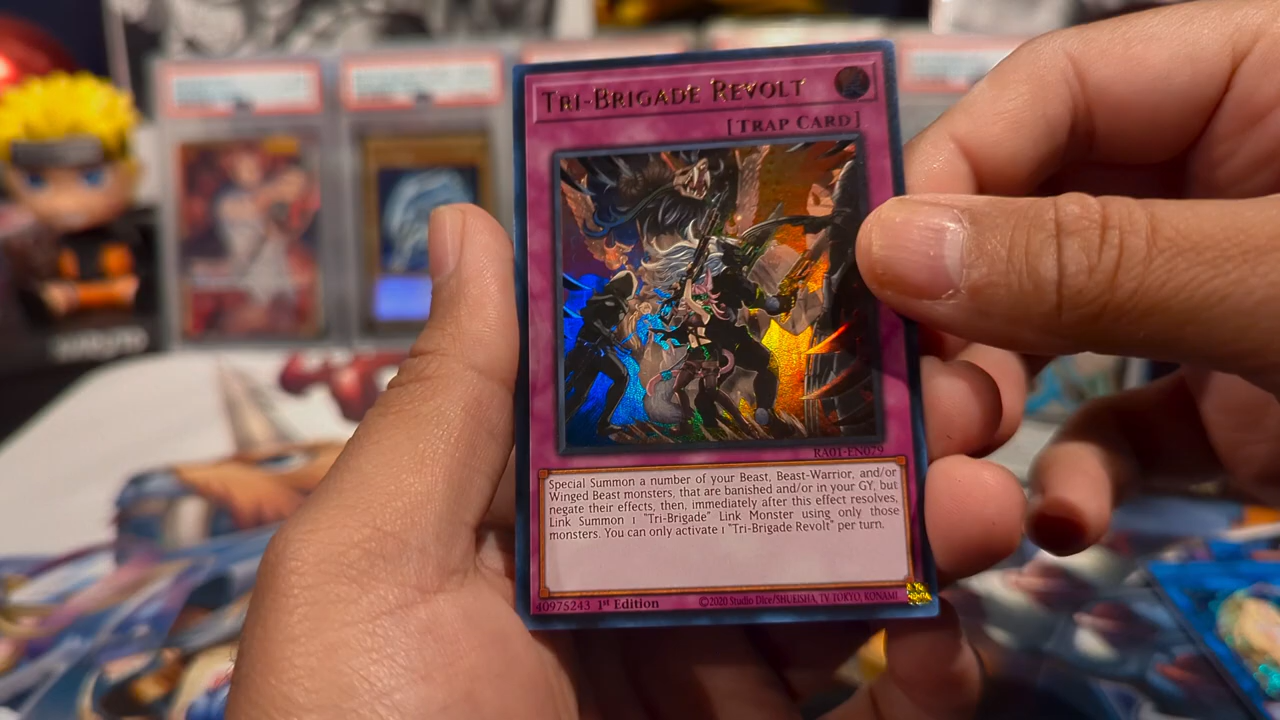 TRI-BRIGADE REVOLT
[TRAP CARD]
RA01-EN079
Special Summon a number of your Beast, Beast-Warrior, and/or
Winged Beast monsters, that are banished and/or in your GY, but
negate their effects, then, immediately after this effect resolves,
Link Summon 1 "Tri-Brigade" Link Monster using only those
monsters. You can only activate 1 "Tri-Brigade Revolt" per turn.
40975243 1st Edition
©2020 Studio Dice/SHUEISHA, TV TOKYO, KONAMI